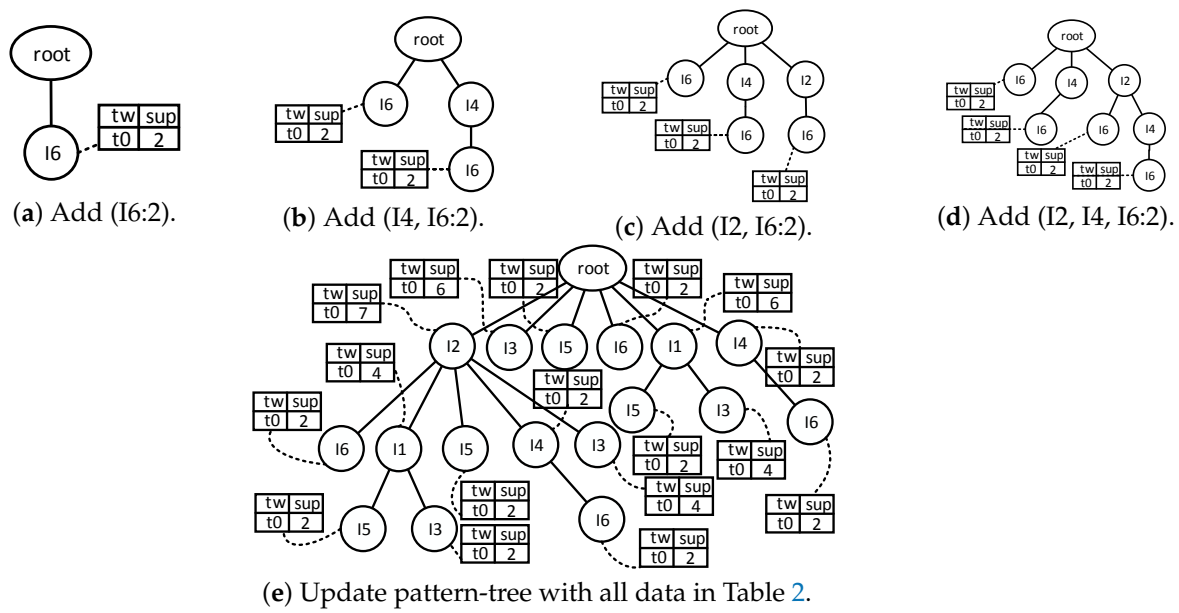 root
I6
tw sup
t0 2
(a) Add (I6:2).
root
I6
I4
tw sup
t0 2
I6
tw sup
t0 2
(b) Add (I4, I6:2).
root
I6
I4
I2
tw sup
t0 2
I6
I6
tw sup
t0 2
tw sup
t0 2
(c) Add (I2, I6:2).
root
I6
I4
I2
tw sup
t0 2
I6
I6
I4
tw sup
t0 2
tw sup
t0 2
I6
tw sup
t0 2
(d) Add (I2, I4, I6:2).
root
tw sup
t0 6
tw sup
t0 2
tw sup
t0 2
tw sup
t0 6
tw sup
t0 7
I2
I3
I5
I6
I1
I4
tw sup
t0 4
tw sup
t0 2
tw sup
t0 2
tw sup
t0 2
I6
I1
I5
I4
I3
I5
I3
I6
tw sup
t0 2
tw sup
t0 4
tw sup
t0 4
tw sup
t0 2
I5
I3
tw sup
t0 2
tw sup
t0 2
I6
tw sup
t0 2
tw sup
t0 2
(e) Update pattern-tree with all data in Table 2.